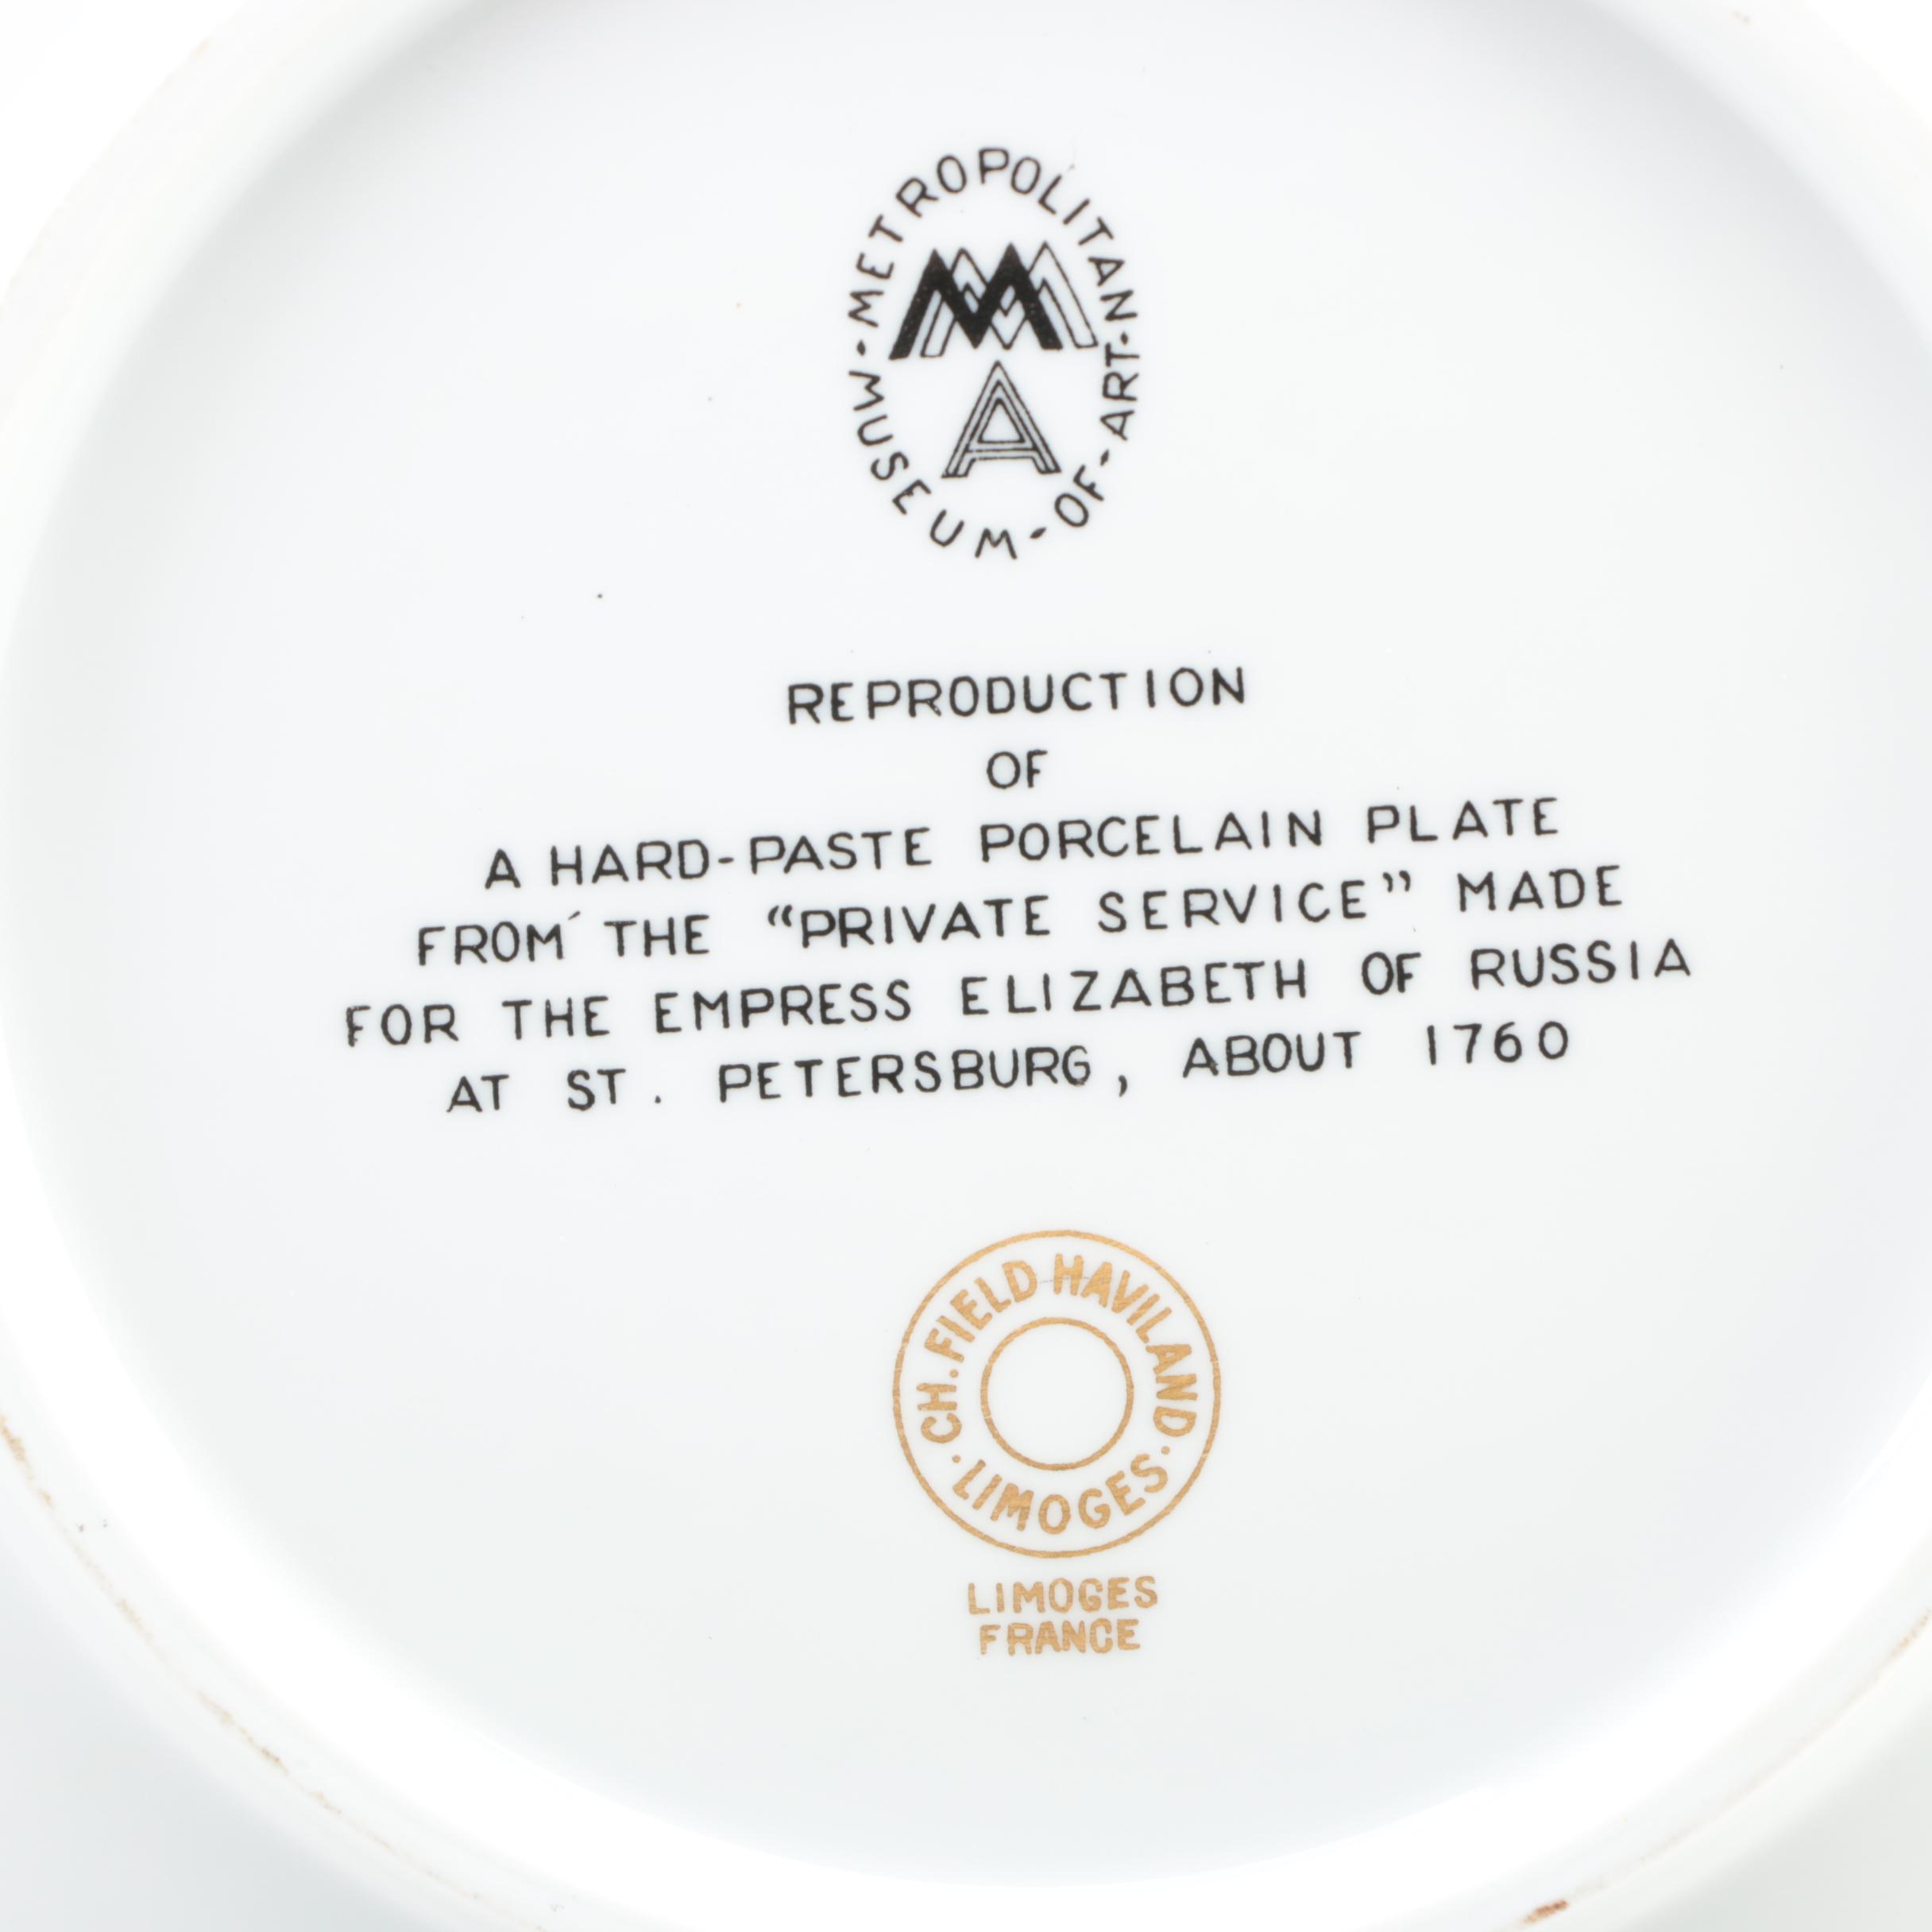 METROPOLITAN·
MUSEUM·OF·ART·
MMA
REPRODUCTION
OF
A HARD-PASTE PORCELAIN PLATE
FROM THE “PRIVATE SERVICE” MADE
FOR THE EMPRESS ELIZABETH OF RUSSIA
AT ST. PETERSBURG, ABOUT 1760
CH. FIELD HAVILAND
·LIMOGES·
LIMOGES
FRANCE